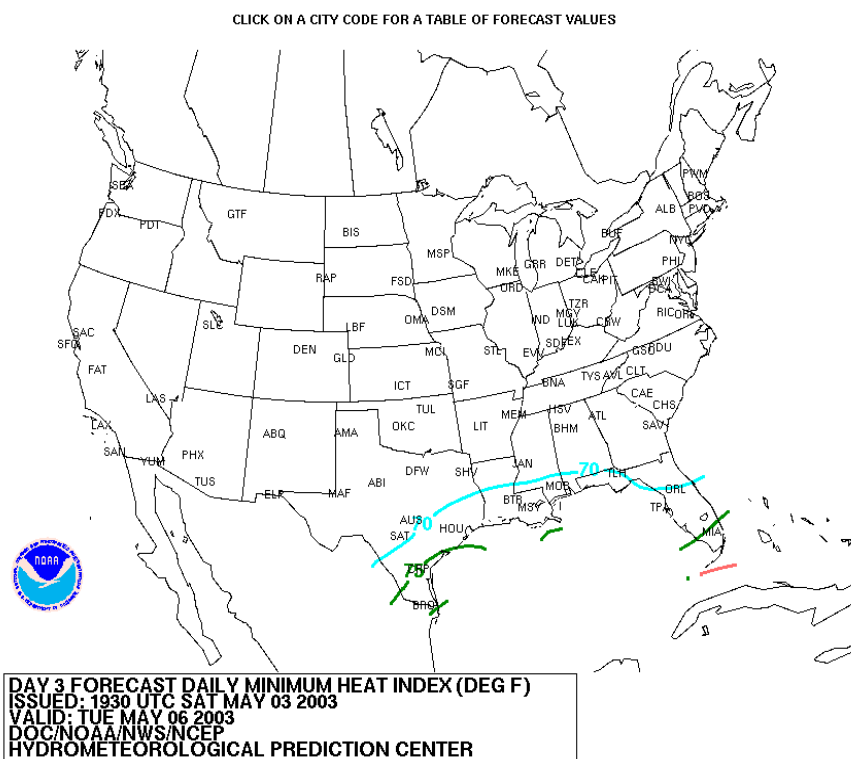 CLICK ON A CITY CODE FOR A TABLE OF FORECAST VALUES
PWM
SEA
BOS
PDX
GTF
ALB
PVD
PDT
BIS
BUF
NYC
MSP
GRR
DET
PHL
MKE
RAP
FSD
ORD
PIT
DCA
DSM
TZR
OMA
IND
MGY
LUK
RIC
SLC
LBF
CRW
SAC
SFO
DEN
GLD
MCI
STL
EVV
SDF
LEX
GSO
RDU
FAT
ICT
SGF
BNA
TYS
AVL
CLT
LAS
TUL
MEM
HSV
ATL
CAE
CHS
LAX
ABQ
AMA
OKC
LIT
BHM
SAV
SAN
YUM
PHX
DFW
SHV
JAN
70
TLH
TUS
ELP
MAF
ABI
BTR
MOB
ORL
MSY
TPA
AUS
70
HOU
MIA
SAT
75
CRP
BRO
NOAA
DAY 3 FORECAST DAILY MINIMUM HEAT INDEX (DEG F)
ISSUED: 1930 UTC SAT MAY 03 2003
VALID: TUE MAY 06 2003
DOC/NOAA/NWS/NCEP
HYDROMETEOROLOGICAL PREDICTION CENTER